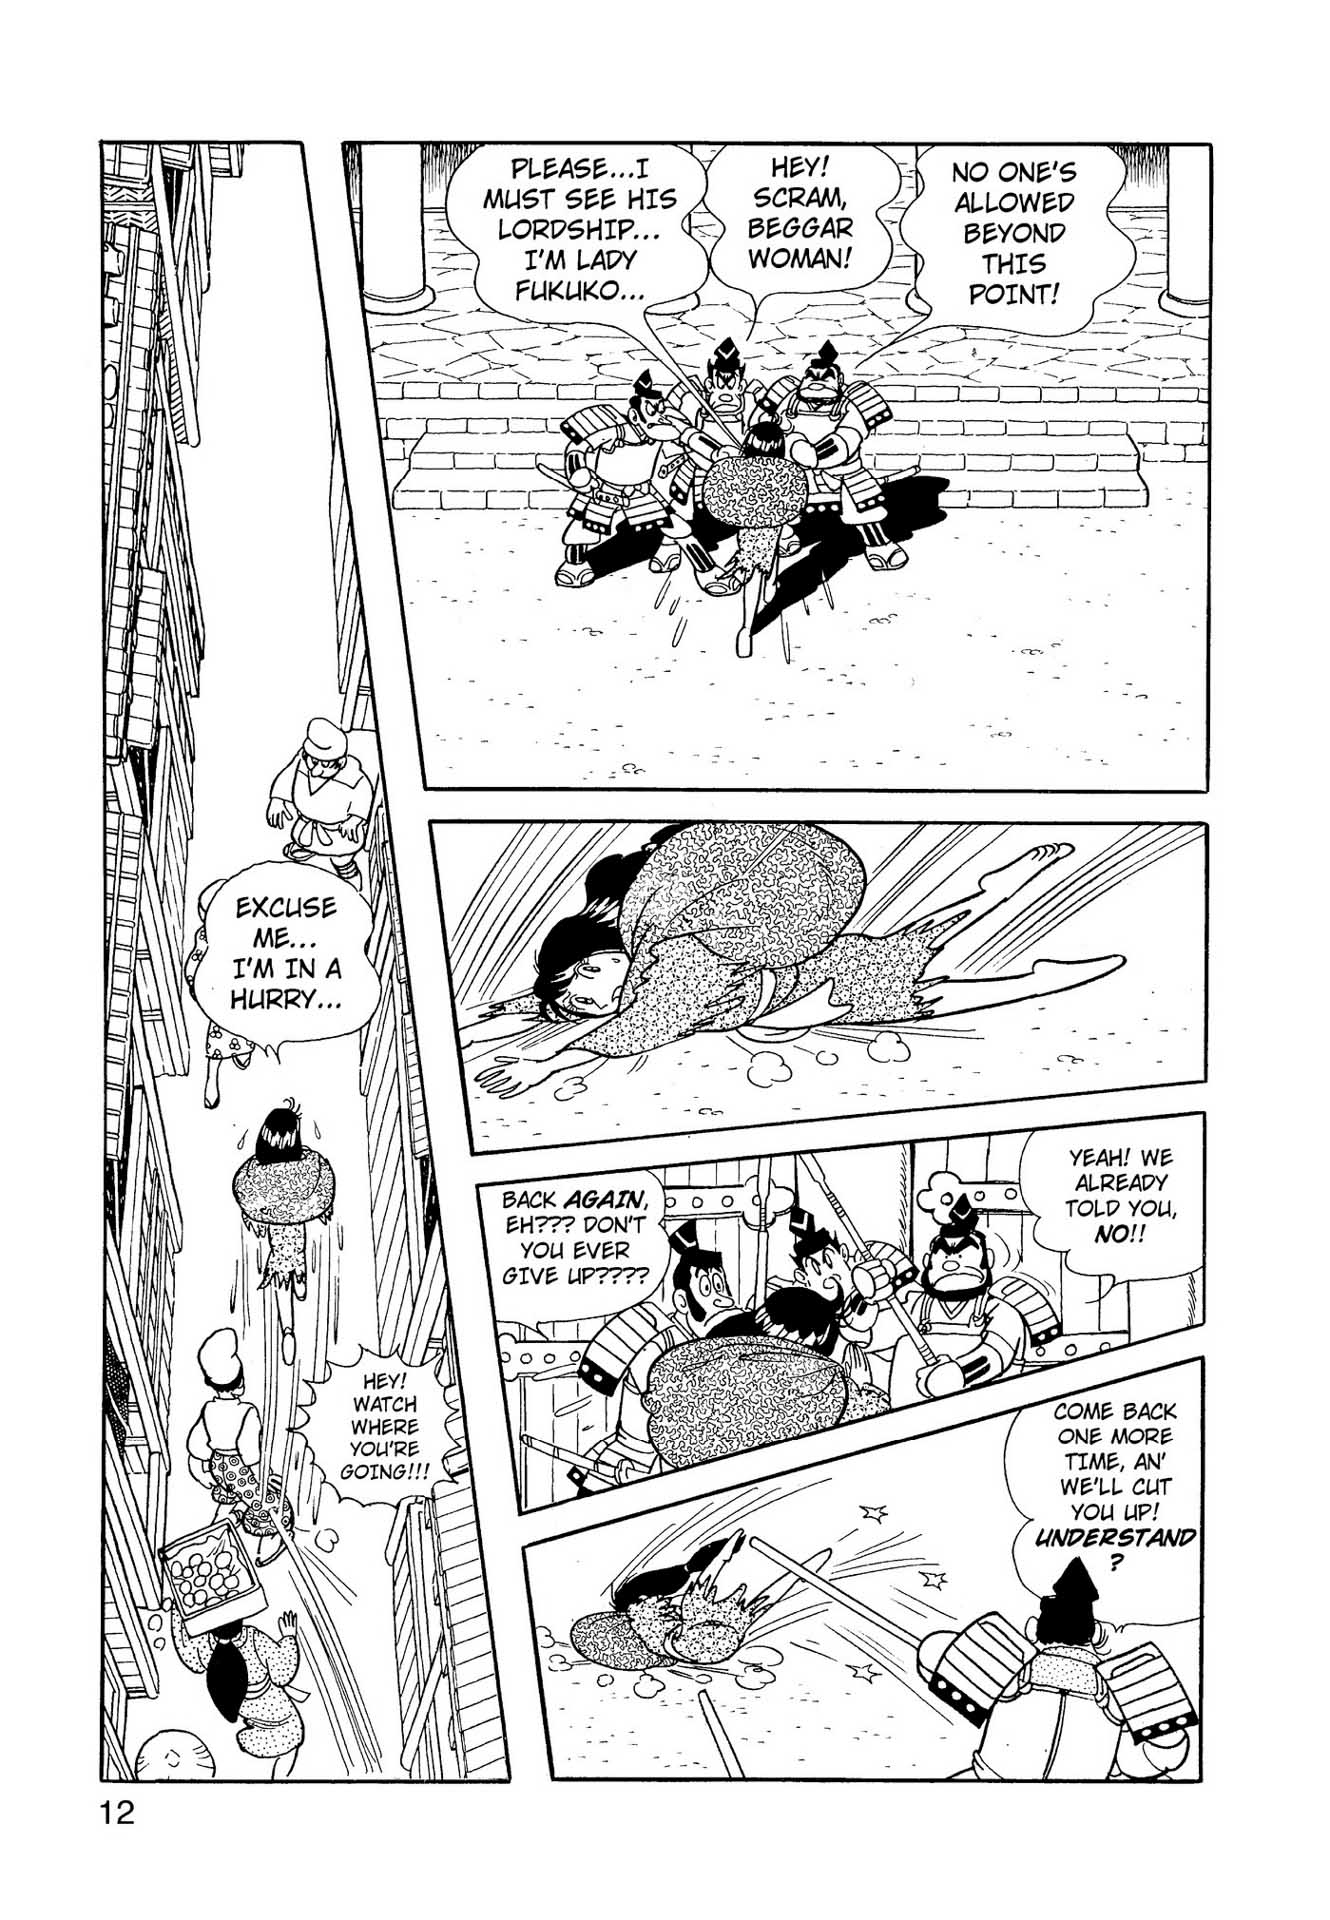 EXCUSE
ME...
I'M IN A
HURRY...
HEY!
WATCH
WHERE
YOU'RE
GOING!!!
PLEASE...I
MUST SEE HIS
LORDSHIP...
I'M LADY
FUKUKO...
HEY!
SCRAM,
BEGGAR
WOMAN!
NO ONE'S
ALLOWED
BEYOND
THIS
POINT!
BACK AGAIN,
EH??? DON'T
YOU EVER
GIVE UP????
YEAH! WE
ALREADY
TOLD YOU,
NO!!
COME BACK
ONE MORE
TIME, AN'
WE'LL CUT
YOU UP!
UNDERSTAND
?
12